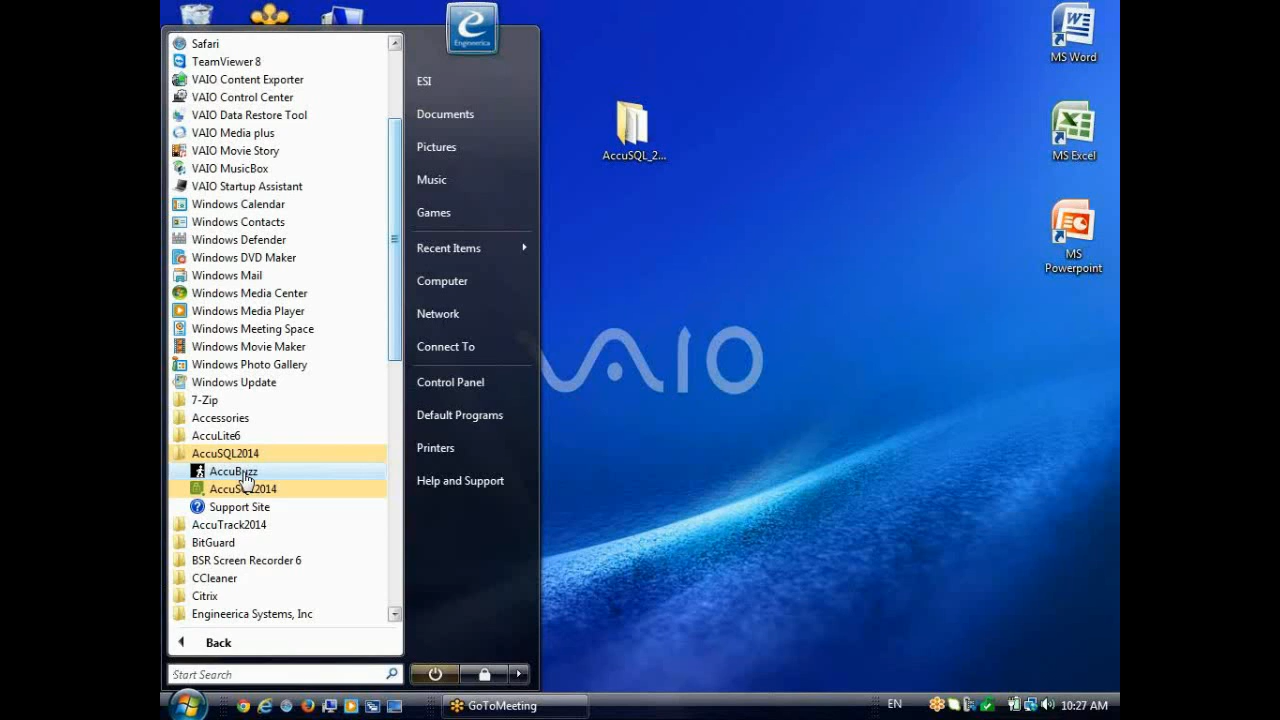 Safari
TeamViewer 8
VAIO Content Exporter
VAIO Control Center
VAIO Data Restore Tool
VAIO Media plus
VAIO Movie Story
VAIO MusicBox
VAIO Startup Assistant
Windows Calendar
Windows Contacts
Windows Defender
Windows DVD Maker
Windows Mail
Windows Media Center
Windows Media Player
Windows Meeting Space
Windows Movie Maker
Windows Photo Gallery
Windows Update
7-Zip
Accessories
AccuLite6
AccuSQL2014
AccuBuzz
AccuSQL2014
Support Site
AccuTrack2014
BitGuard
BSR Screen Recorder 6
CCleaner
Citrix
Engineerica Systems, Inc
Back
Start Search
Engineerica
ESI
Documents
Pictures
Music
Games
Recent Items
Computer
Network
Connect To
Control Panel
Default Programs
Printers
Help and Support
AccuSQL_2...
VAIO
MS Word
MS Excel
MS
Powerpoint
GoToMeeting
EN
10:27 AM